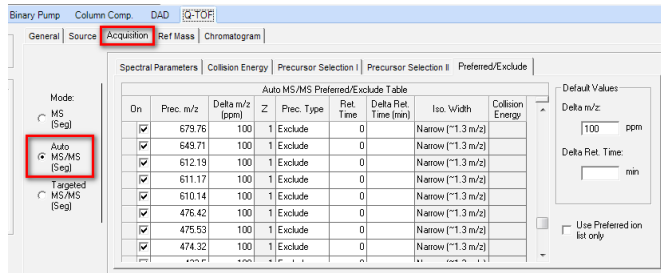 Binary Pump Column Comp. DAD Q-TOF
General Source Acquisition Ref Mass Chromatogram
Spectral Parameters Collision Energy Precursor Selection I Precursor Selection II Preferred/Exclude
Mode:
MS
(Seg)
Auto
MS/MS
(Seg)
Targeted
MS/MS
(Seg)
Auto MS/MS Preferred/Exclude Table
On Prec. m/z Delta m/z (ppm) Z Prec. Type Ret. Time Delta Ret. Time (min) Iso. Width Collision Energy
679.76 100 1 Exclude 0 Narrow (~1.3 m/z)
649.71 100 1 Exclude 0 Narrow (~1.3 m/z)
612.19 100 1 Exclude 0 Narrow (~1.3 m/z)
611.17 100 1 Exclude 0 Narrow (~1.3 m/z)
610.14 100 1 Exclude 0 Narrow (~1.3 m/z)
476.42 100 1 Exclude 0 Narrow (~1.3 m/z)
475.53 100 1 Exclude 0 Narrow (~1.3 m/z)
474.32 100 1 Exclude 0 Narrow (~1.3 m/z)
Default Values
Delta m/z:
100 ppm
Delta Ret. Time:
min
Use Preferred ion
list only